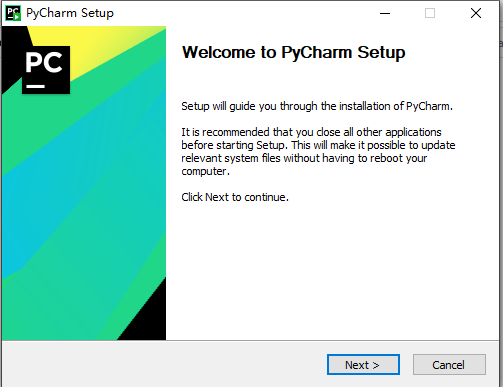 PC PyCharm Setup
PC
Welcome to PyCharm Setup
Setup will guide you through the installation of PyCharm.
It is recommended that you close all other applications
before starting Setup. This will make it possible to update
relevant system files without having to reboot your
computer.
Click Next to continue.
Next >
Cancel